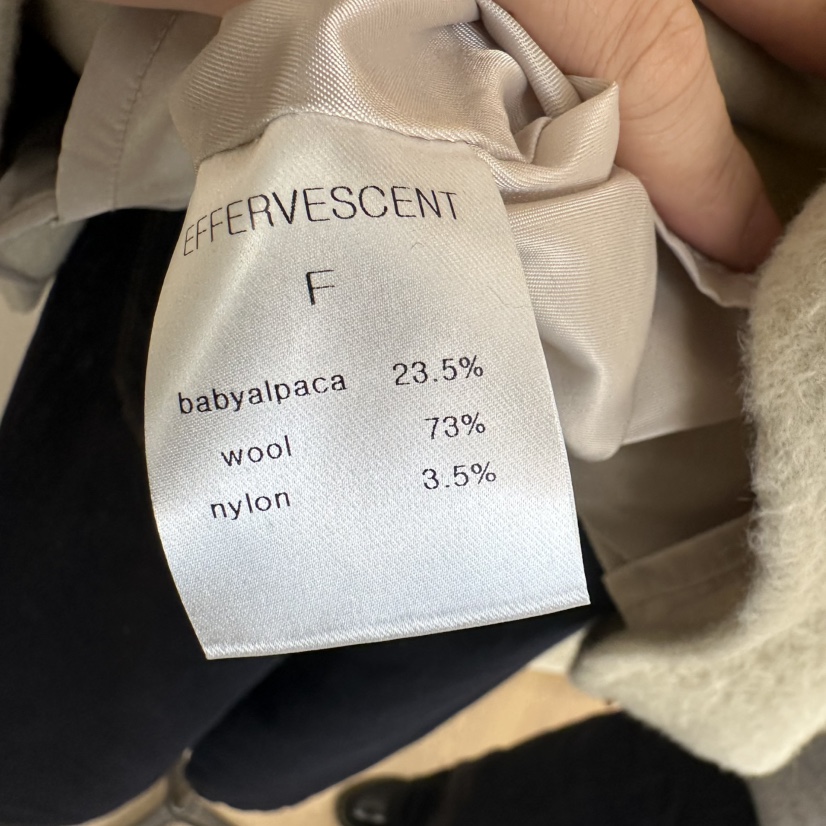 EFFERVESCENT
F
babyalpaca 23.5%
wool 73%
nylon 3.5%